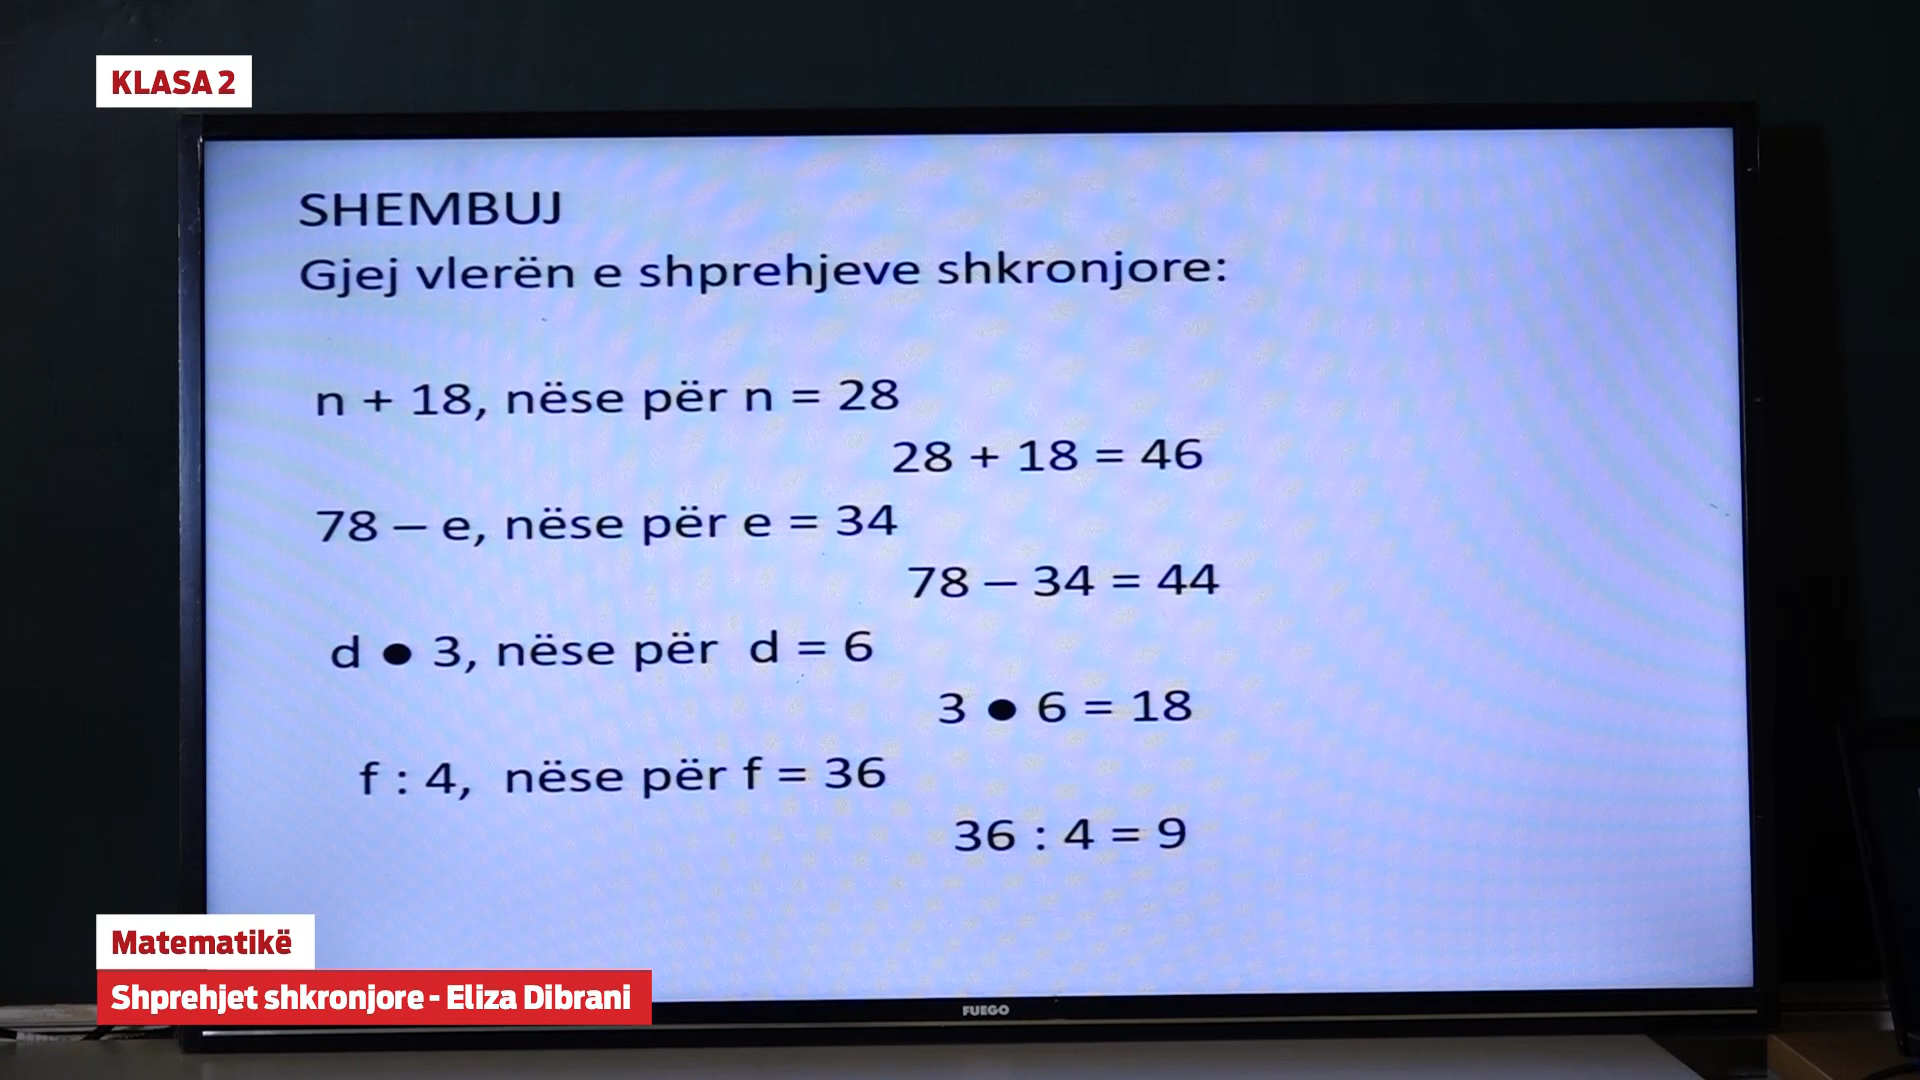 KLASA 2
SHEMBUJ
Gjej vlerën e shprehjeve shkronjore:
n + 18, nëse për n = 28
28 + 18 = 46
78 – e, nëse për e = 34
78 – 34 = 44
d ● 3, nëse për d = 6
3 ● 6 = 18
f : 4, nëse për f = 36
36 : 4 = 9
Matematikë
Shprehjet shkronjore - Eliza Dibrani
FUEGO